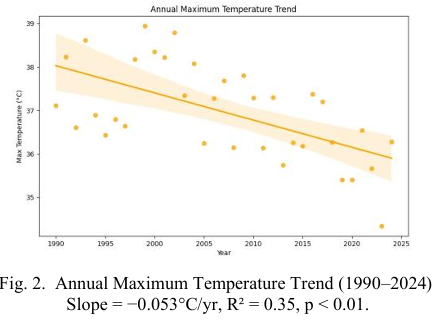 Annual Maximum Temperature Trend
39
38
37
36
35
Max Temperature (°C)
1990 1995 2000 2005 2010 2015 2020 2025
Year
Fig. 2. Annual Maximum Temperature Trend (1990–2024)
Slope = −0.053°C/yr, R² = 0.35, p < 0.01.